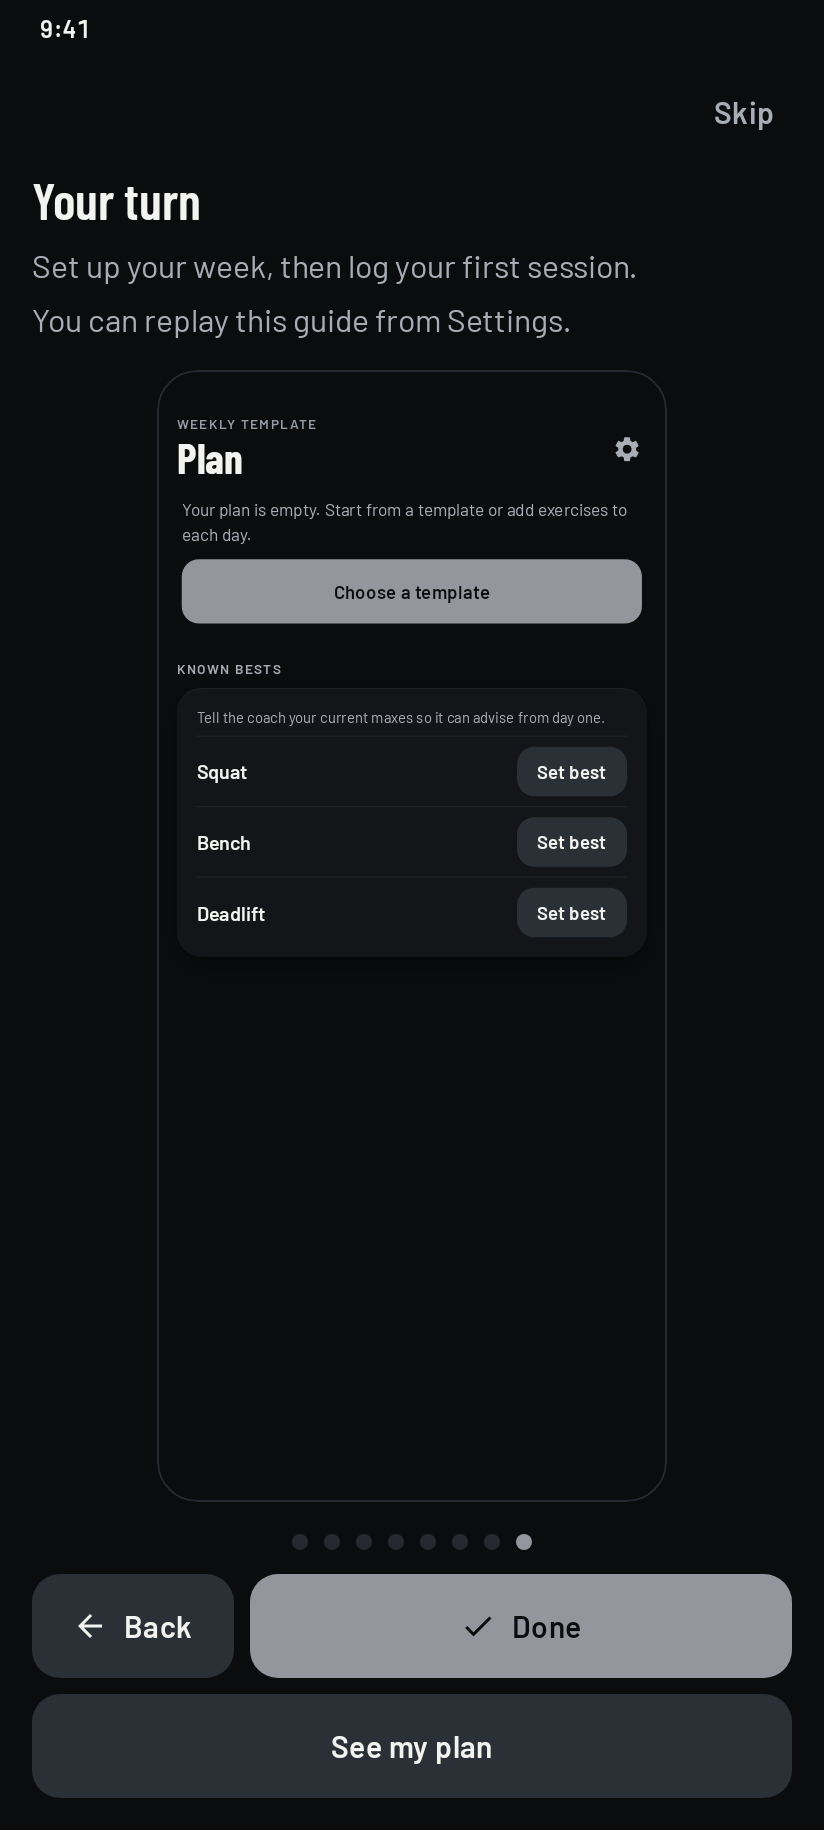 9:41
Skip
Your turn
Set up your week, then log your first session.
You can replay this guide from Settings.
WEEKLY TEMPLATE
Plan
Your plan is empty. Start from a template or add exercises to
each day.
Choose a template
KNOWN BESTS
Tell the coach your current maxes so it can advise from day one.
Squat
Set best
Bench
Set best
Deadlift
Set best
Back
Done
See my plan